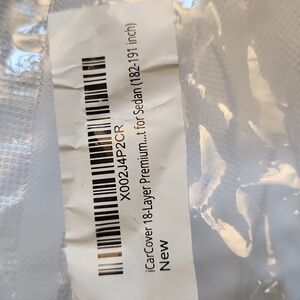 X002J4P2CR
iCarCover 18-Layer Premium...t for Sedan (182-191 inch)
New